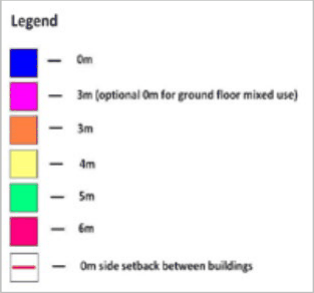 Legend
— 0m
— 3m (optional 0m for ground floor mixed use)
— 3m
— 4m
— 5m
— 6m
— 0m side setback between buildings